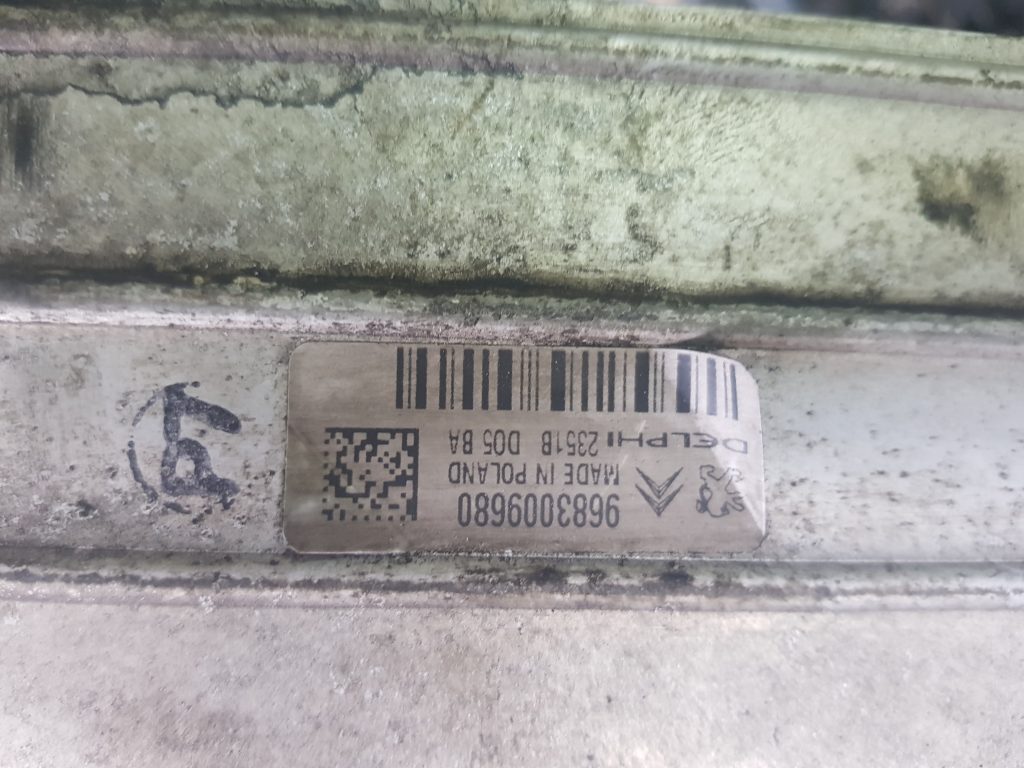 9683009680
MADE IN POLAND
DELPHI 2351B D05 BA